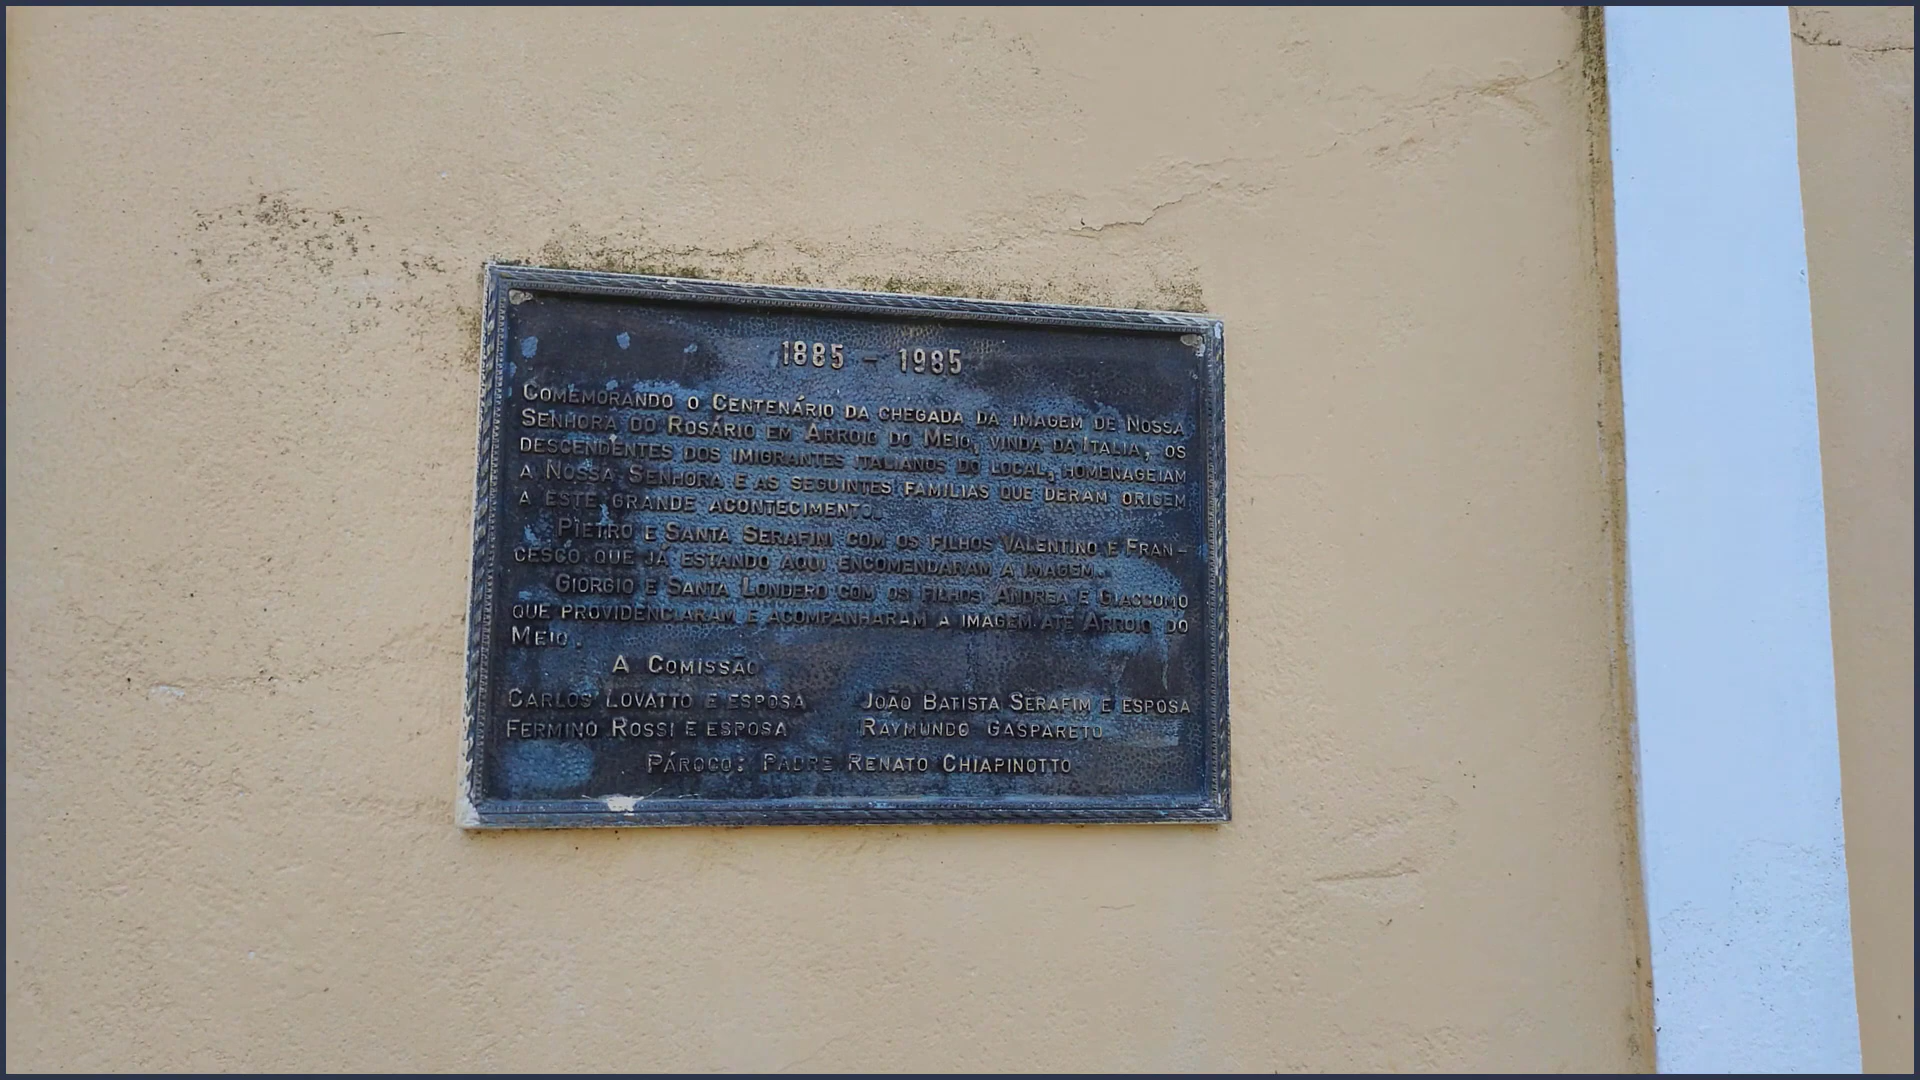 1885 - 1985
COMEMORANDO O CENTENÁRIO DA CHEGADA DA IMAGEM DE NOSSA
SENHORA DO ROSÁRIO EM ARROIO DO MEIO, VINDA DA ITALIA, OS
DESCENDENTES DOS IMIGRANTES ITALIANOS DO LOCAL, HOMENAGEIAM
A NOSSA SENHORA E AS SEGUINTES FAMILIAS QUE DERAM ORIGEM
A ESTE GRANDE ACONTECIMENTO.
PIETRO E SANTA SERAFINI COM OS FILHOS VALENTINO E FRAN-
CESCO QUE JÁ ESTANDO AQUI ENCOMENDARAM A IMAGEM.
GIORGIO E SANTA LONDERO COM OS FILHOS ANDREA E GIACCOMO
QUE PROVIDENCIARAM E ACOMPANHARAM A IMAGEM ATÉ ARROIO DO
MEIO.
A COMISSÃO
CARLOS LOVATTO E ESPOSA JOÃO BATISTA SERAFIM E ESPOSA
FERMINO ROSSI E ESPOSA RAYMUNDO GASPARETO
PÁROCO: PADRE RENATO CHIAPINOTTO